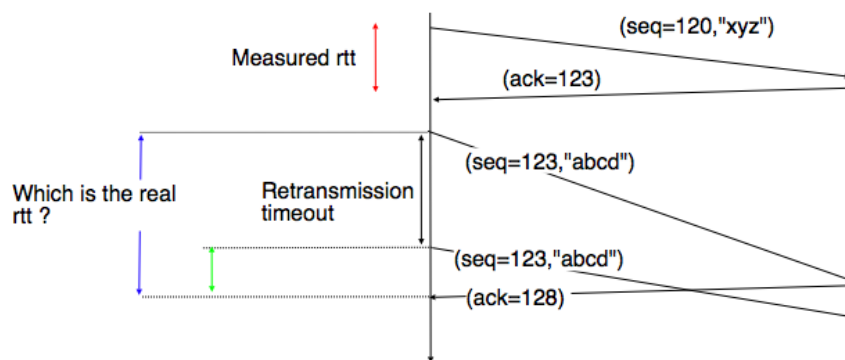 (seq=120,"xyz")
Measured rtt
(ack=123)
(seq=123,"abcd")
Which is the real
rtt ?
Retransmission
timeout
(seq=123,"abcd")
(ack=128)